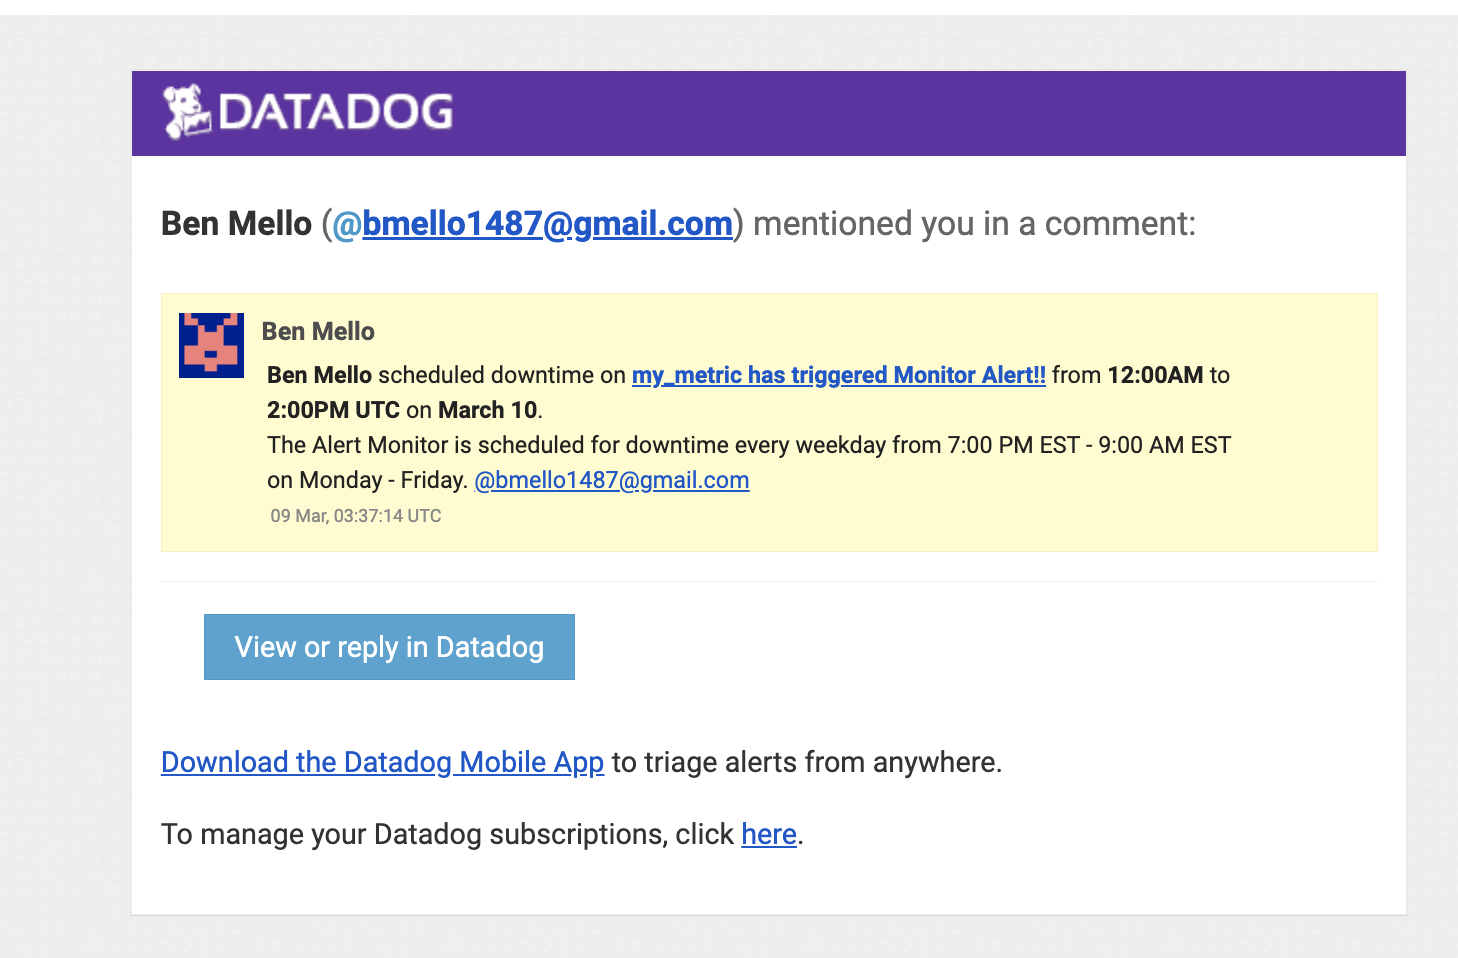 DATADOG
Ben Mello (@bmello1487@gmail.com) mentioned you in a comment:
Ben Mello
Ben Mello scheduled downtime on my_metric has triggered Monitor Alert!! from 12:00AM to
2:00PM UTC on March 10.
The Alert Monitor is scheduled for downtime every weekday from 7:00 PM EST - 9:00 AM EST
on Monday - Friday. @bmello1487@gmail.com
09 Mar, 03:37:14 UTC
View or reply in Datadog
Download the Datadog Mobile App to triage alerts from anywhere.
To manage your Datadog subscriptions, click here.